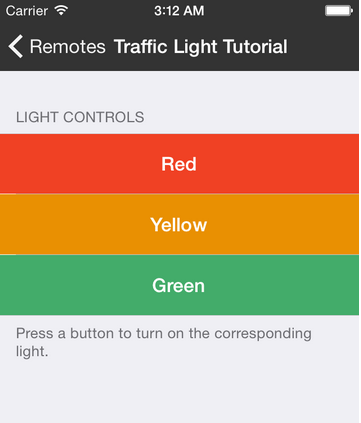 Carrier 3:12 AM
Remotes Traffic Light Tutorial
LIGHT CONTROLS
Red
Yellow
Green
Press a button to turn on the corresponding
light.